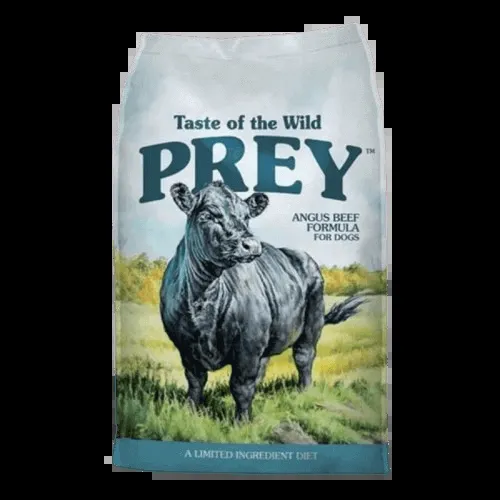 Taste of the Wild
PREY™
ANGUS BEEF
FORMULA
FOR DOGS
A LIMITED INGREDIENT DIET